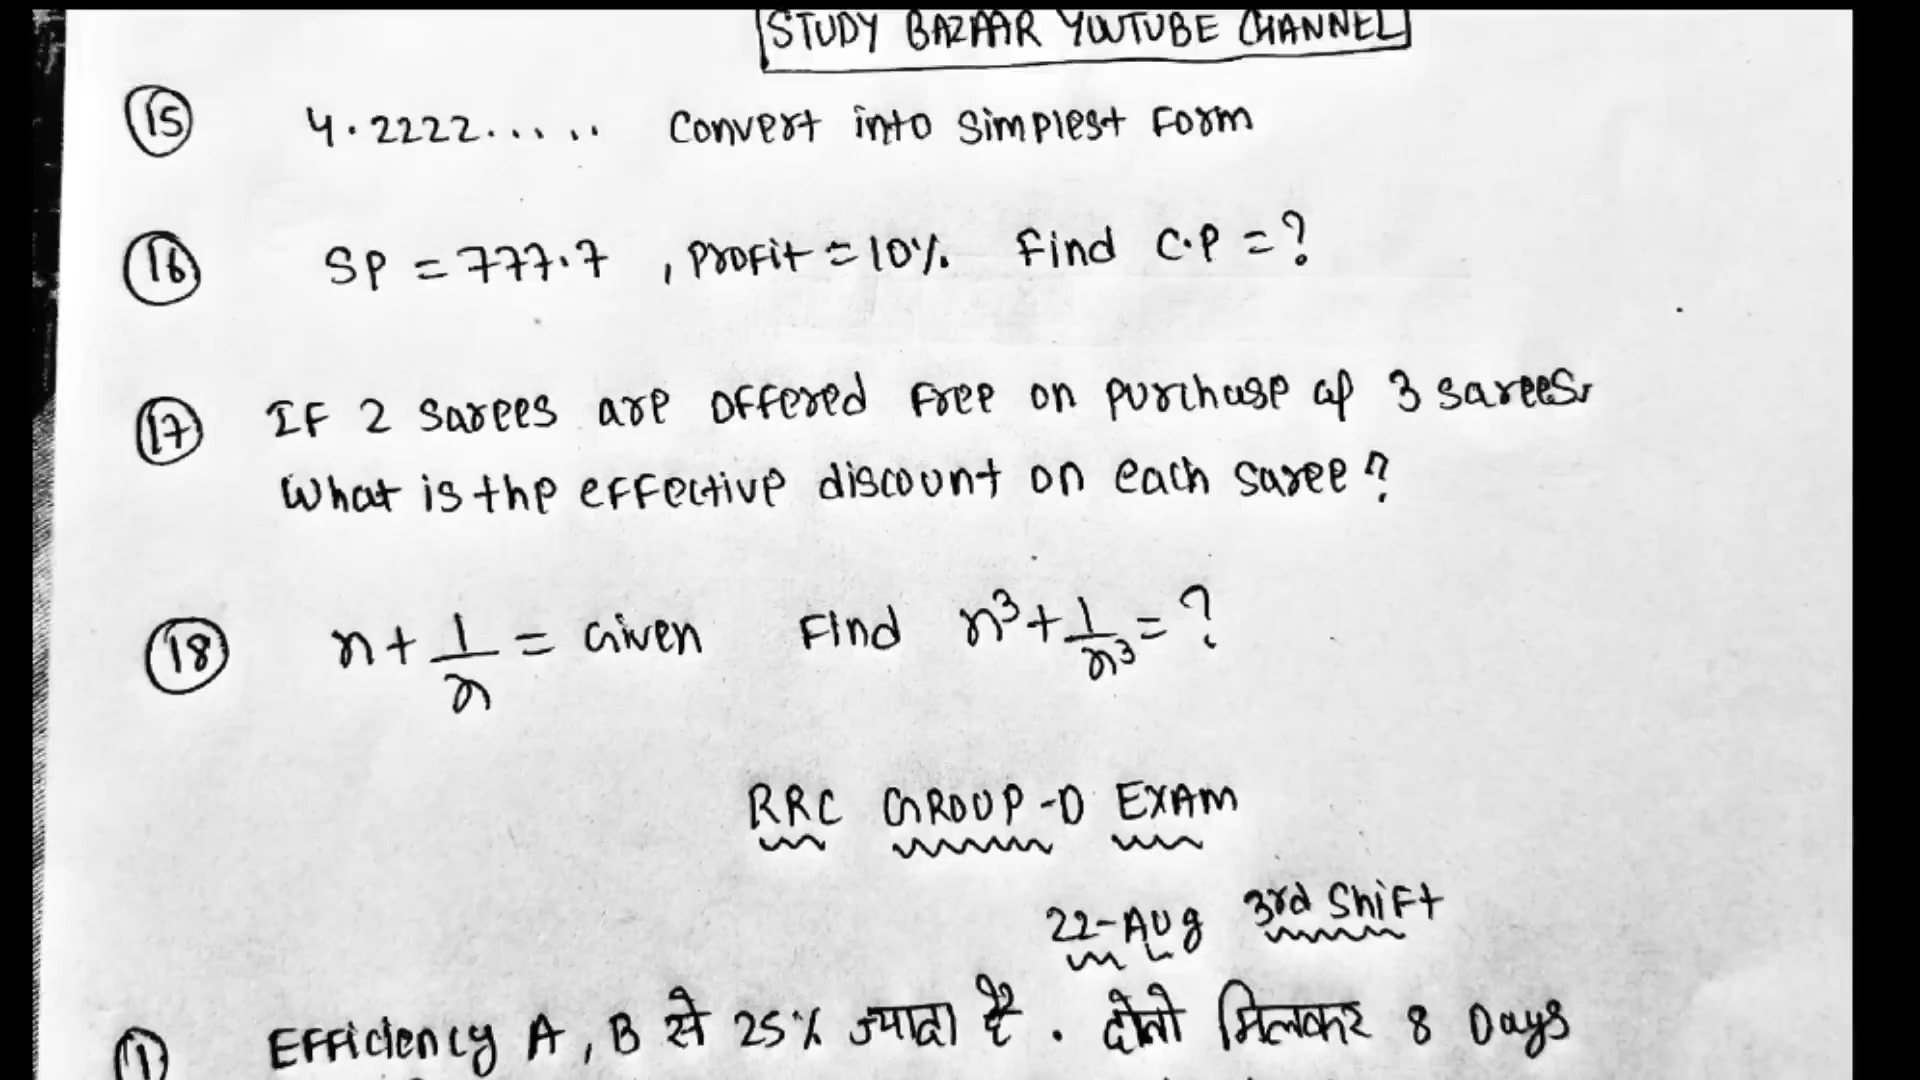 STUDY BAZAAR YOUTUBE CHANNEL
15 4.2222..... Convert into Simplest Form
16 SP = 777.7 , Profit = 10% Find C.P = ?
17 IF 2 Sarees are offered Free on purchase of 3 sarees.
What is the effective discount on each saree ?
18 x + 1/x = Given Find x³ + 1/x³ = ?
RRC GROUP-D EXAM
22-Aug 3rd Shift
1 Efficiency A , B से 25% ज्यादा है . दोनो मिलकर 8 Days